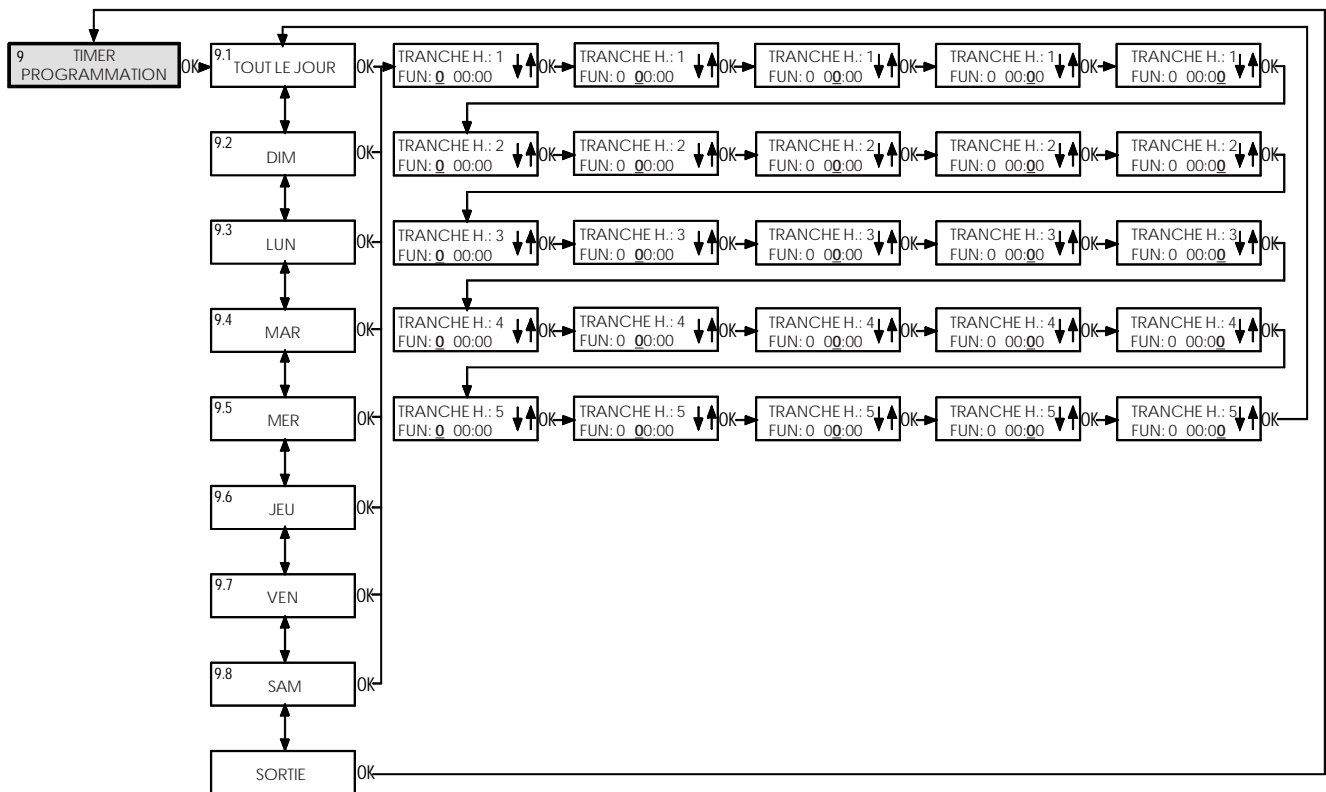 9 TIMER
PROGRAMMATION
OK
9.1 TOUT LE JOUR
OK
TRANCHE H.: 1
FUN: 0 00:00
OK
TRANCHE H.: 1
FUN: 0 00:00
OK
TRANCHE H.: 1
FUN: 0 00:00
OK
TRANCHE H.: 1
FUN: 0 00:00
OK
TRANCHE H.: 1
FUN: 0 00:00
OK
9.2 DIM
OK
TRANCHE H.: 2
FUN: 0 00:00
OK
TRANCHE H.: 2
FUN: 0 00:00
OK
TRANCHE H.: 2
FUN: 0 00:00
OK
TRANCHE H.: 2
FUN: 0 00:00
OK
TRANCHE H.: 2
FUN: 0 00:00
OK
9.3 LUN
OK
TRANCHE H.: 3
FUN: 0 00:00
OK
TRANCHE H.: 3
FUN: 0 00:00
OK
TRANCHE H.: 3
FUN: 0 00:00
OK
TRANCHE H.: 3
FUN: 0 00:00
OK
TRANCHE H.: 3
FUN: 0 00:00
OK
9.4 MAR
OK
TRANCHE H.: 4
FUN: 0 00:00
OK
TRANCHE H.: 4
FUN: 0 00:00
OK
TRANCHE H.: 4
FUN: 0 00:00
OK
TRANCHE H.: 4
FUN: 0 00:00
OK
TRANCHE H.: 4
FUN: 0 00:00
OK
9.5 MER
OK
TRANCHE H.: 5
FUN: 0 00:00
OK
TRANCHE H.: 5
FUN: 0 00:00
OK
TRANCHE H.: 5
FUN: 0 00:00
OK
TRANCHE H.: 5
FUN: 0 00:00
OK
TRANCHE H.: 5
FUN: 0 00:00
OK
9.6 JEU
OK
9.7 VEN
OK
9.8 SAM
OK
SORTIE
OK